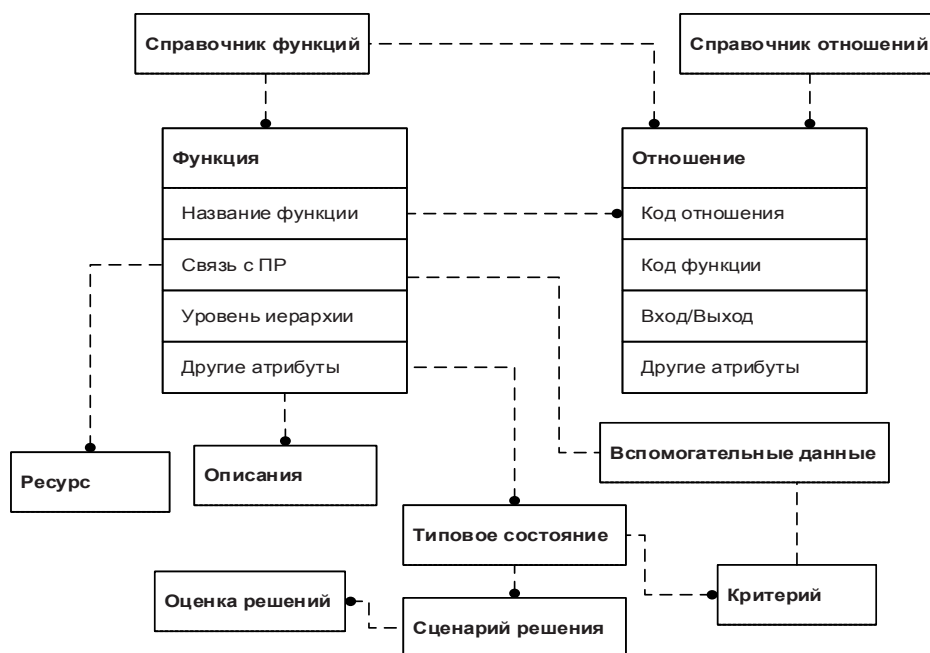 Справочник функций
Справочник отношений
Функция
Название функции
Связь с ПР
Уровень иерархии
Другие атрибуты
Отношение
Код отношения
Код функции
Вход/Выход
Другие атрибуты
Ресурс
Описания
Вспомогательные данные
Типовое состояние
Оценка решений
Сценарий решения
Критерий